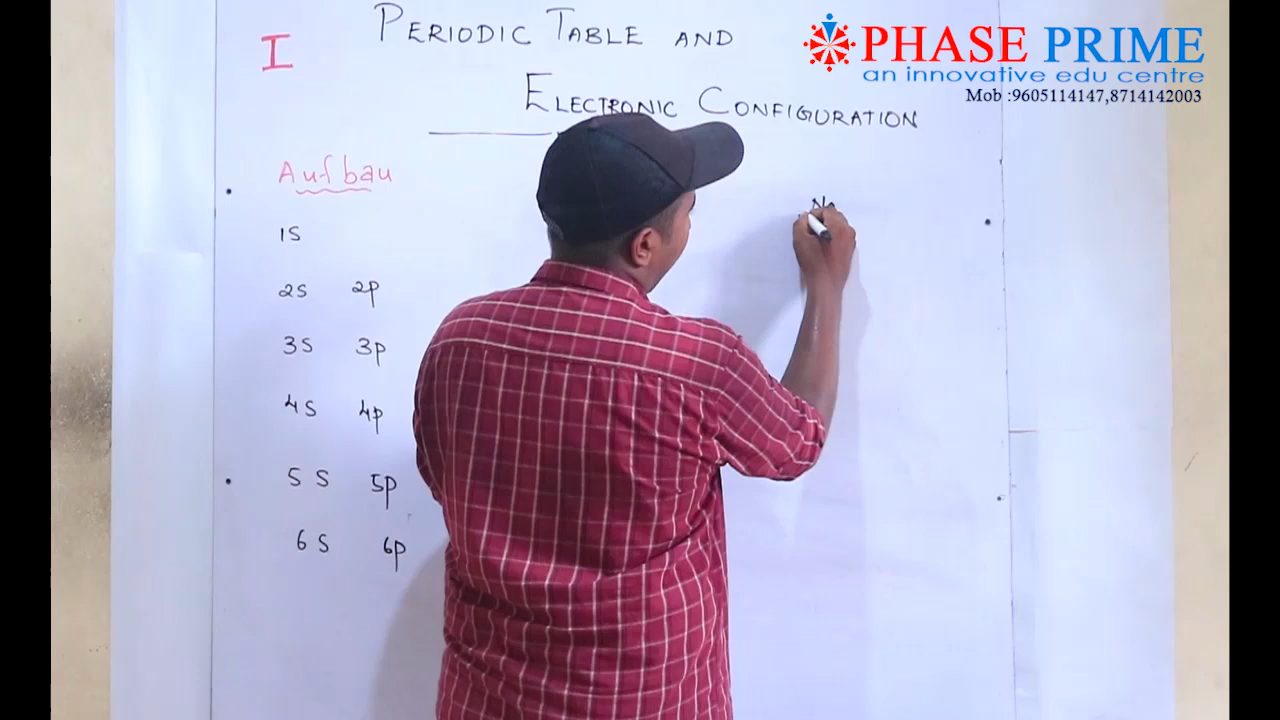 I
PERIODIC TABLE AND
ELECTRONIC CONFIGURATION
PHASE PRIME
an innovative edu centre
Mob :9605114147,8714142003
Aufbau
1S
2S 2p
3S 3p
4S 4p
5S 5p
6S 6p